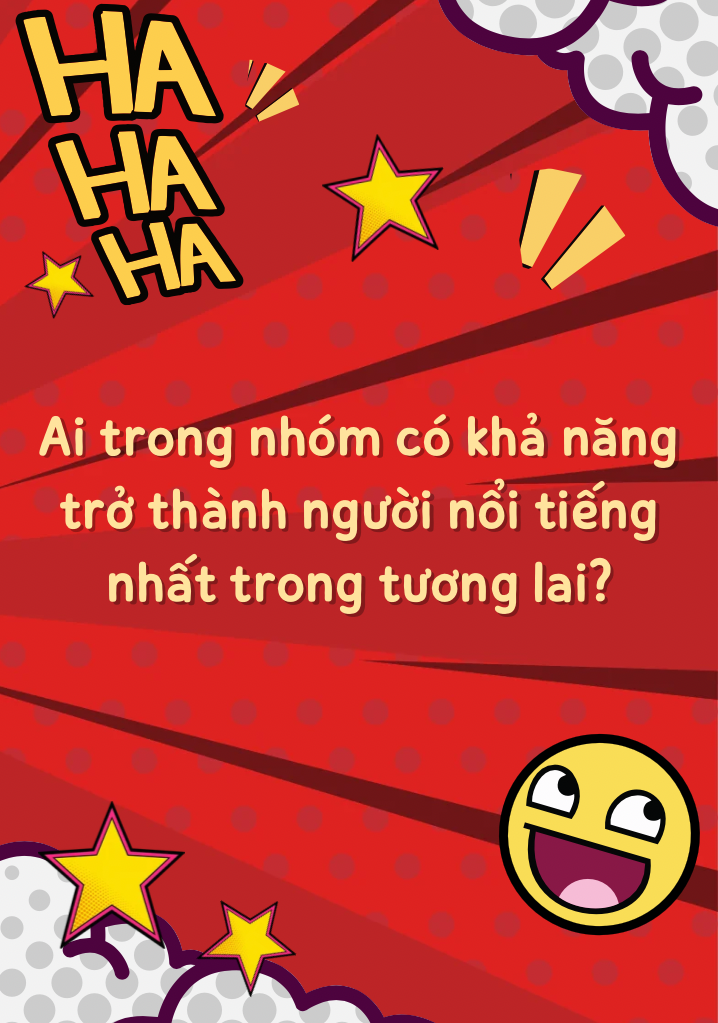 HA
HA
HA
Ai trong nhóm có khả năng
trở thành người nổi tiếng
nhất trong tương lai?